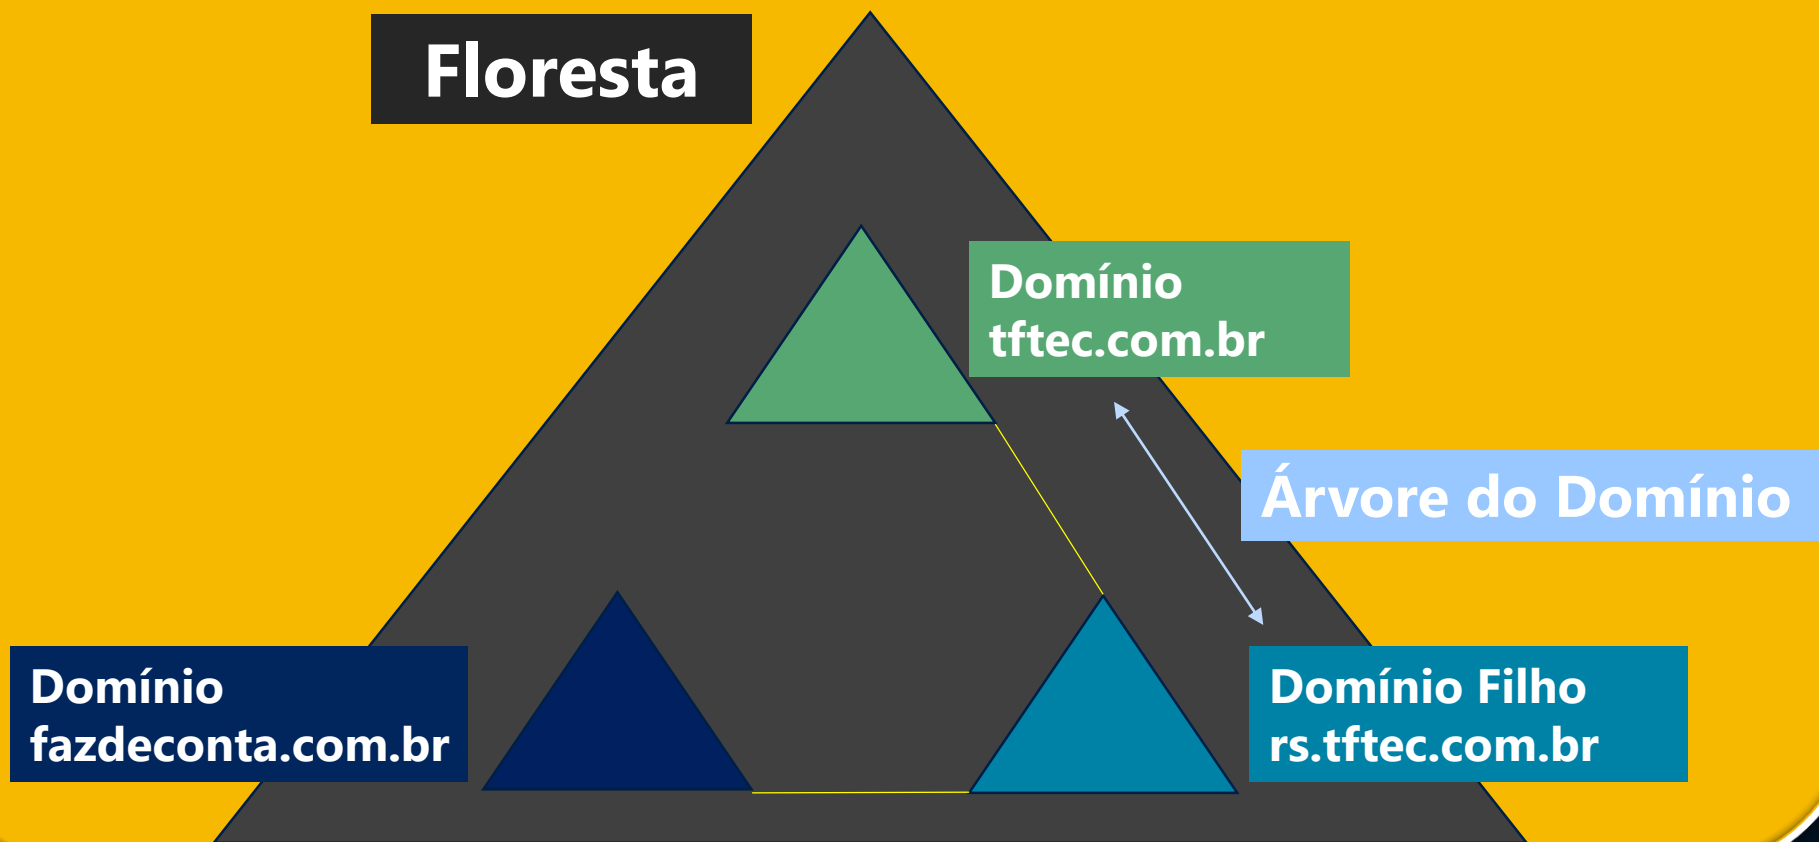 Floresta
Domínio
tftec.com.br
Árvore do Domínio
Domínio
fazdeconta.com.br
Domínio Filho
rs.tftec.com.br